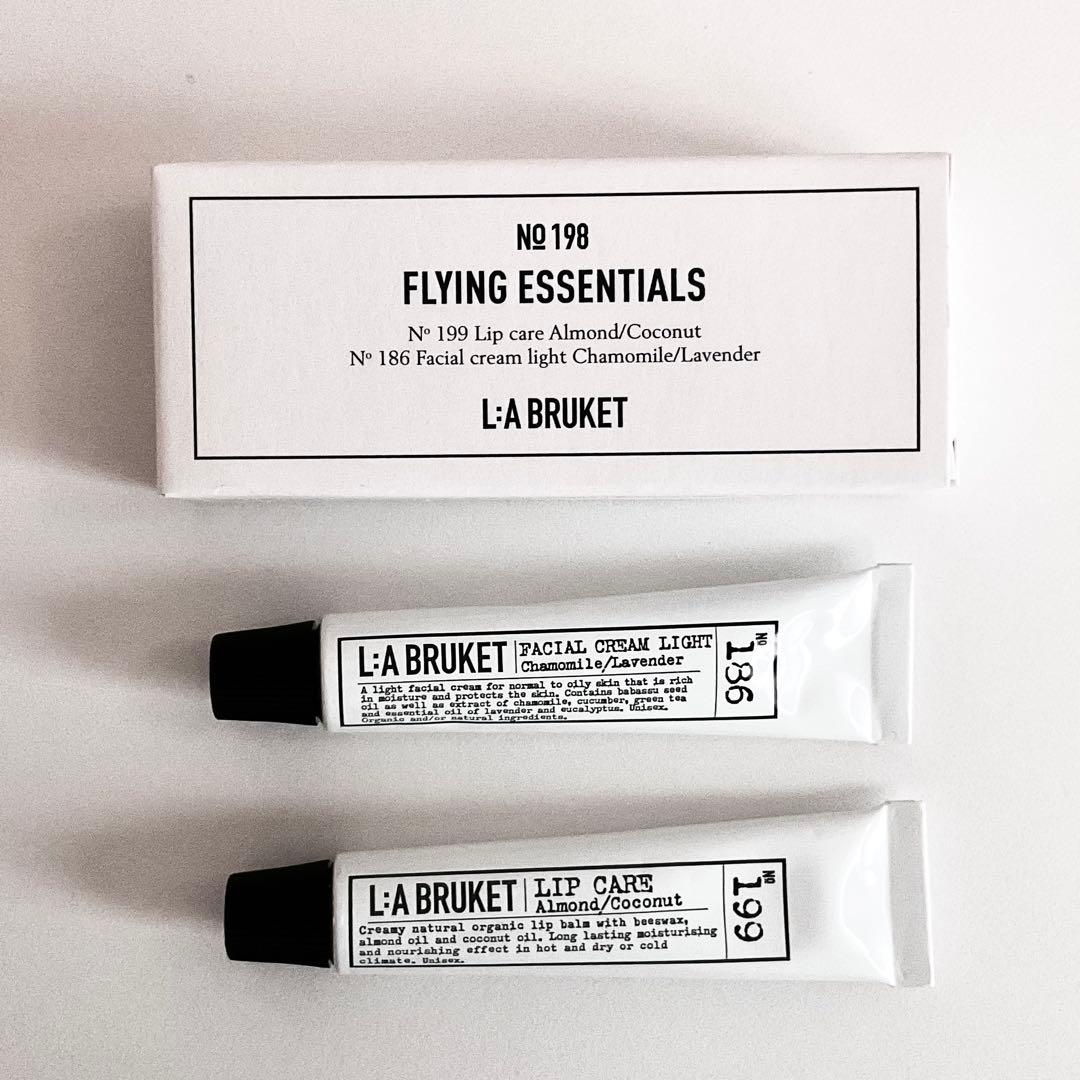 Nº 198
FLYING ESSENTIALS
Nº 199 Lip care Almond/Coconut
Nº 186 Facial cream light Chamomile/Lavender
L:A BRUKET
L:A BRUKET
FACIAL CREAM LIGHT
Chamomile/Lavender
A light facial cream for normal to oily skin that is rich
in moisture and protects the skin. Contains babassu seed
oil as well as extract of chamomile, cucumber, green tea
and essential oil of lavender and eucalyptus. Unisex.
Organic and/or natural ingredients.
Nº 186
L:A BRUKET
LIP CARE
Almond/Coconut
Creamy natural organic lip balm with beeswax,
almond oil and coconut oil. Long lasting moisturising
and nourishing effect in hot and dry or cold
climate. Unisex.
Nº 199